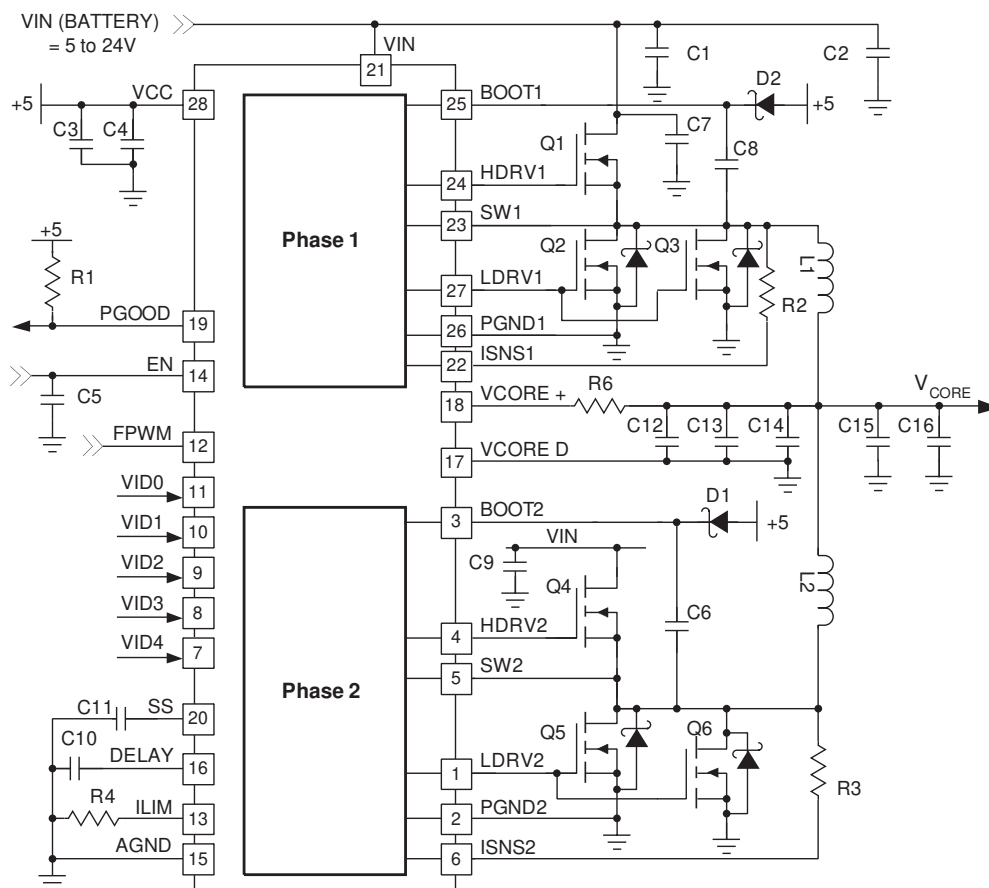 VIN (BATTERY)
= 5 to 24V
VIN
21
C1
C2
+5
VCC
28
C3
C4
25
BOOT1
D2
+5
C7
C8
Q1
24
HDRV1
23
SW1
Phase 1
Q2
Q3
L1
27
LDRV1
R2
26
PGND1
22
ISNS1
+5
R1
PGOOD
19
EN
14
C5
18
VCORE +
R6
VCORE
FPWM
12
C12
C13
C14
C15
C16
17
VCORE D
VID0
11
VID1
10
VID2
9
VID3
8
VID4
7
3
BOOT2
D1
+5
VIN
C9
Q4
C6
L2
4
HDRV2
5
SW2
Phase 2
Q5
Q6
C11
SS
20
C10
DELAY
16
1
LDRV2
R3
R4
ILIM
13
2
PGND2
AGND
15
6
ISNS2